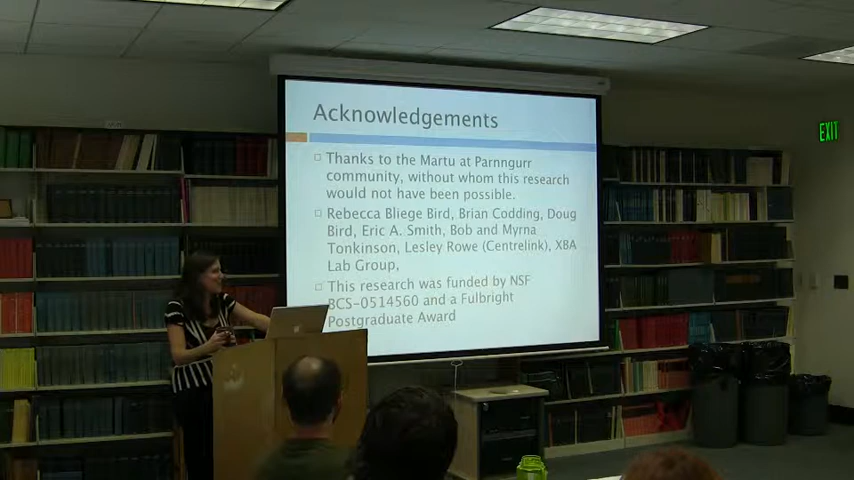 Acknowledgements
Thanks to the Martu at Parnngurr
community, without whom this research
would not have been possible.
Rebecca Bliege Bird, Brian Codding, Doug
Bird, Eric A. Smith, Bob and Myrna
Tonkinson, Lesley Rowe (Centrelink), XBA
Lab Group,
This research was funded by NSF
BCS-0514560 and a Fulbright
Postgraduate Award
EXIT